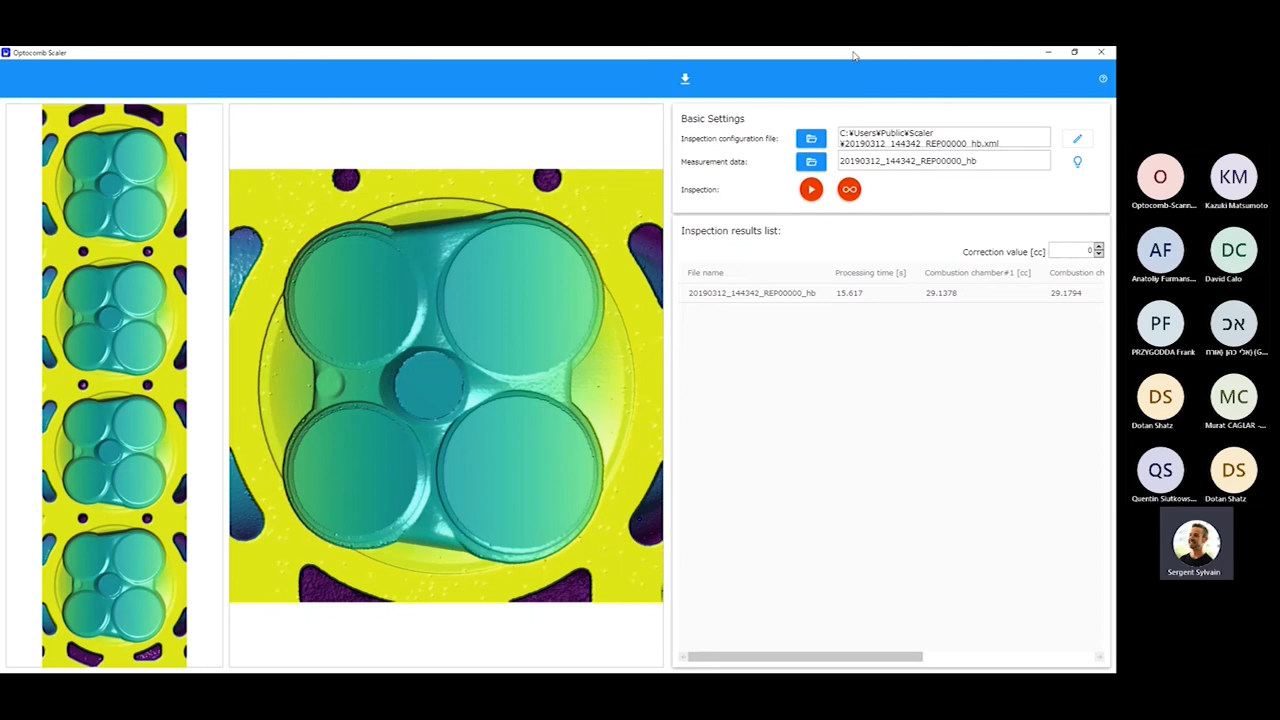 Optocomb Scaler
Basic Settings
Inspection configuration file:
C:¥Users¥Public¥Scaler
¥20190312_144342_REP00000_hb.xml
Measurement data:
20190312_144342_REP00000_hb
Inspection:
Inspection results list:
Correction value [cc]
0
File name
Processing time [s]
Combustion chamber#1 [cc]
Combustion ch
20190312_144342_REP00000_hb
15.617
29.1378
29.1794
O
KM
Optocomb-Scann...
Kazuki Matsumoto
AF
DC
Anatoliy Furmans...
David Calo
PF
אכ
PRZYGODDA Frank
DS
MC
Dotan Shatz
Murat CAGLAR -...
QS
DS
Quentin Siutkows...
Dotan Shatz
Sergent Sylvain